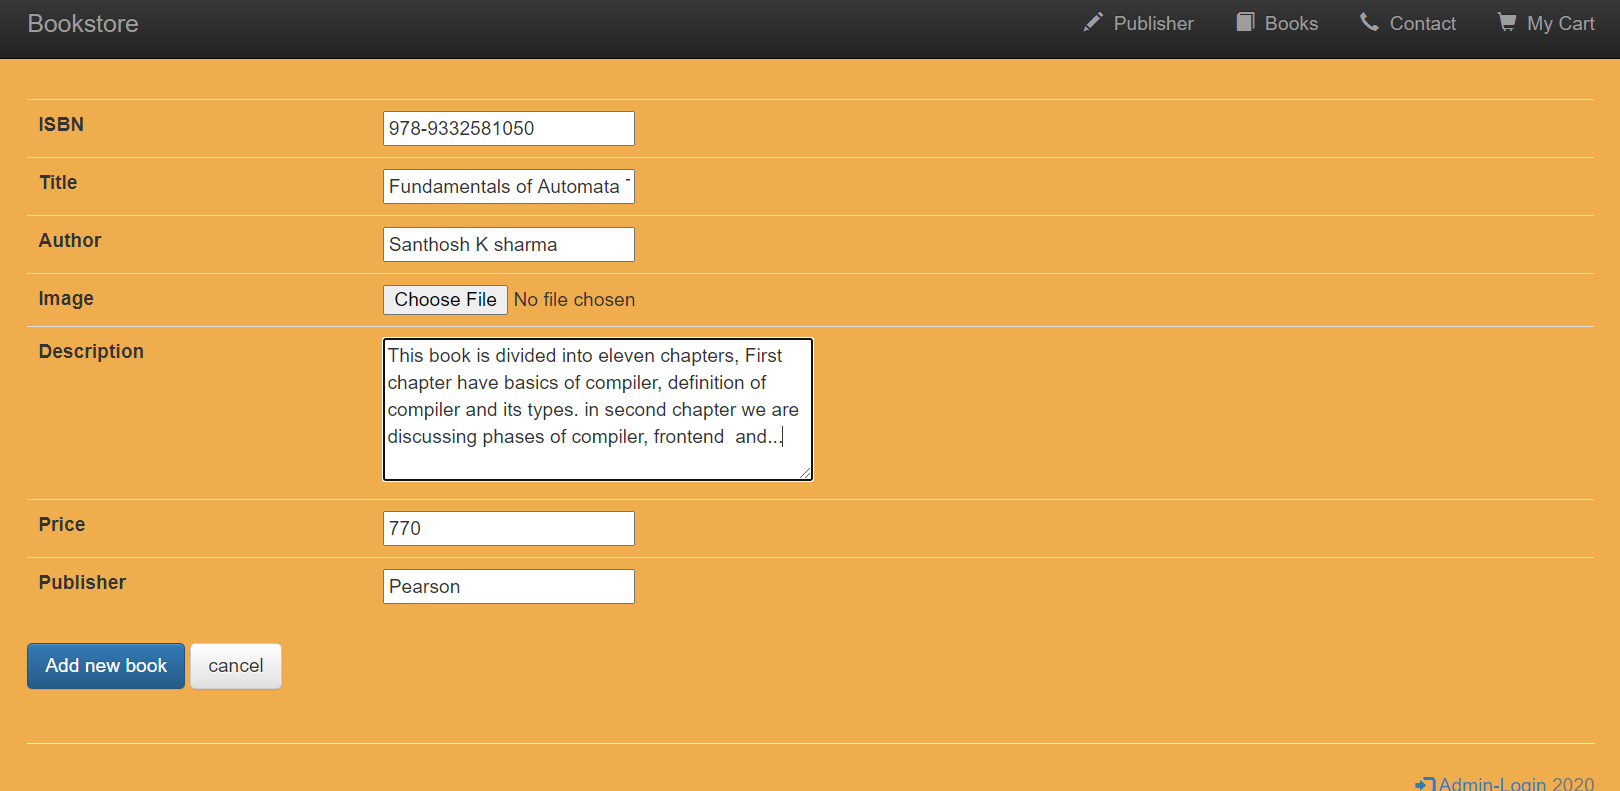 Bookstore
Publisher
Books
Contact
My Cart
ISBN
978-9332581050
Title
Fundamentals of Automata
Author
Santhosh K sharma
Image
Choose File No file chosen
Description
This book is divided into eleven chapters, First
chapter have basics of compiler, definition of
compiler and its types. in second chapter we are
discussing phases of compiler, frontend  and...
Price
770
Publisher
Pearson
Add new book
cancel
Admin-Login 2020